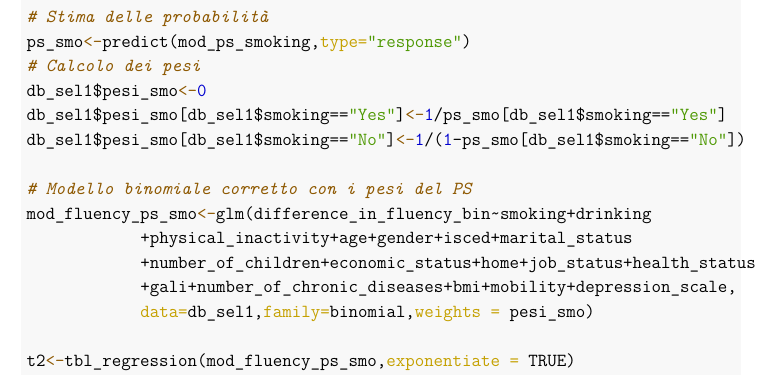 # Stima delle probabilità
ps_smo<-predict(mod_ps_smoking,type="response")
# Calcolo dei pesi
db_sel1$pesi_smo<-0
db_sel1$pesi_smo[db_sel1$smoking=="Yes"]<-1/ps_smo[db_sel1$smoking=="Yes"]
db_sel1$pesi_smo[db_sel1$smoking=="No"]<-1/(1-ps_smo[db_sel1$smoking=="No"])
# Modello binomiale corretto con i pesi del PS
mod_fluency_ps_smo<-glm(difference_in_fluency_bin~smoking+drinking
+physical_inactivity+age+gender+isced+marital_status
+number_of_children+economic_status+home+job_status+health_status
+gali+number_of_chronic_diseases+bmi+mobility+depression_scale,
data=db_sel1,family=binomial,weights = pesi_smo)
t2<-tbl_regression(mod_fluency_ps_smo,exponentiate = TRUE)